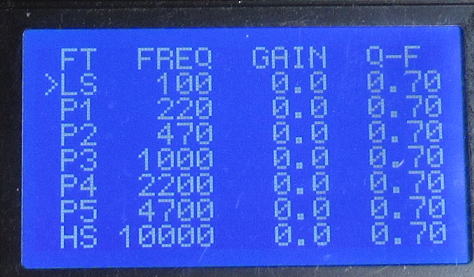 FT FREQ GAIN Q-F
>LS 100 0.0 0.70
P1 220 0.0 0.70
P2 470 0.0 0.70
P3 1000 0.0 0.70
P4 2200 0.0 0.70
P5 4700 0.0 0.70
HS 10000 0.0 0.70